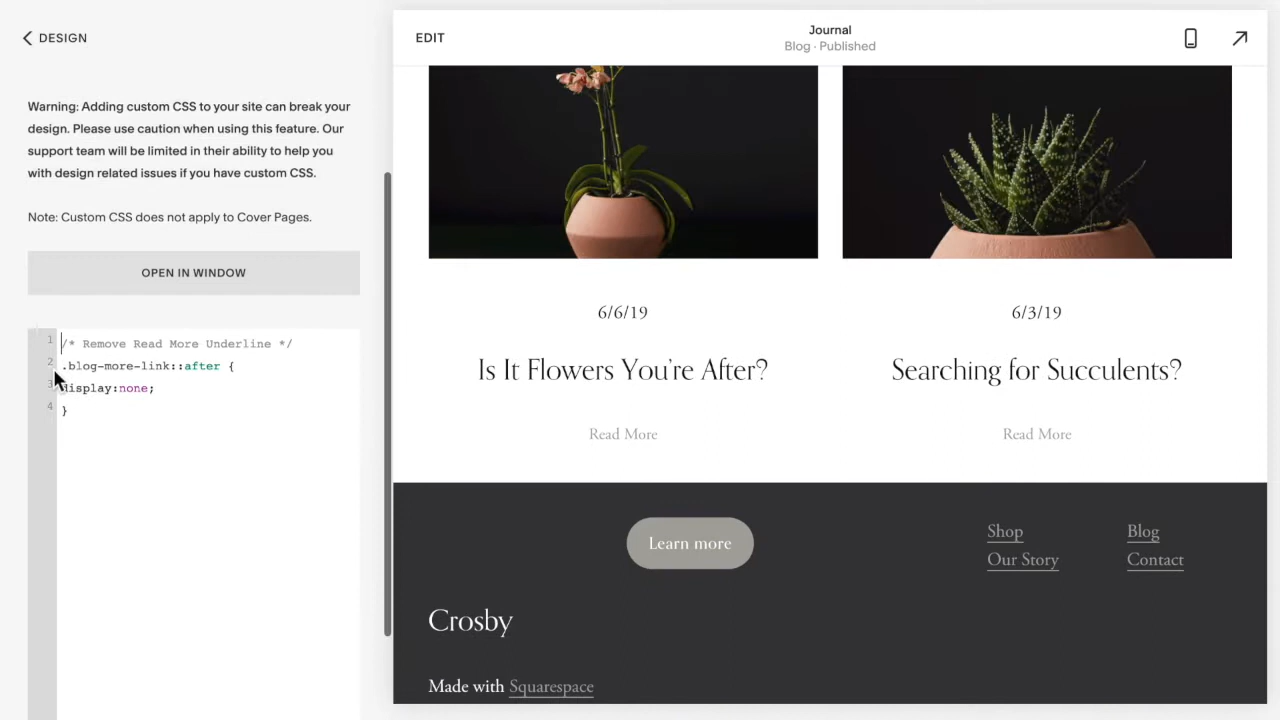 DESIGN
Warning: Adding custom CSS to your site can break your
design. Please use caution when using this feature. Our
support team will be limited in their ability to help you
with design related issues if you have custom CSS.
Note: Custom CSS does not apply to Cover Pages.
OPEN IN WINDOW
1 /* Remove Read More Underline */
2 .blog-more-link::after {
3 display:none;
4 }
EDIT
Journal
Blog · Published
6/6/19
Is It Flowers You're After?
Read More
6/3/19
Searching for Succulents?
Read More
Learn more
Shop
Our Story
Blog
Contact
Crosby
Made with Squarespace